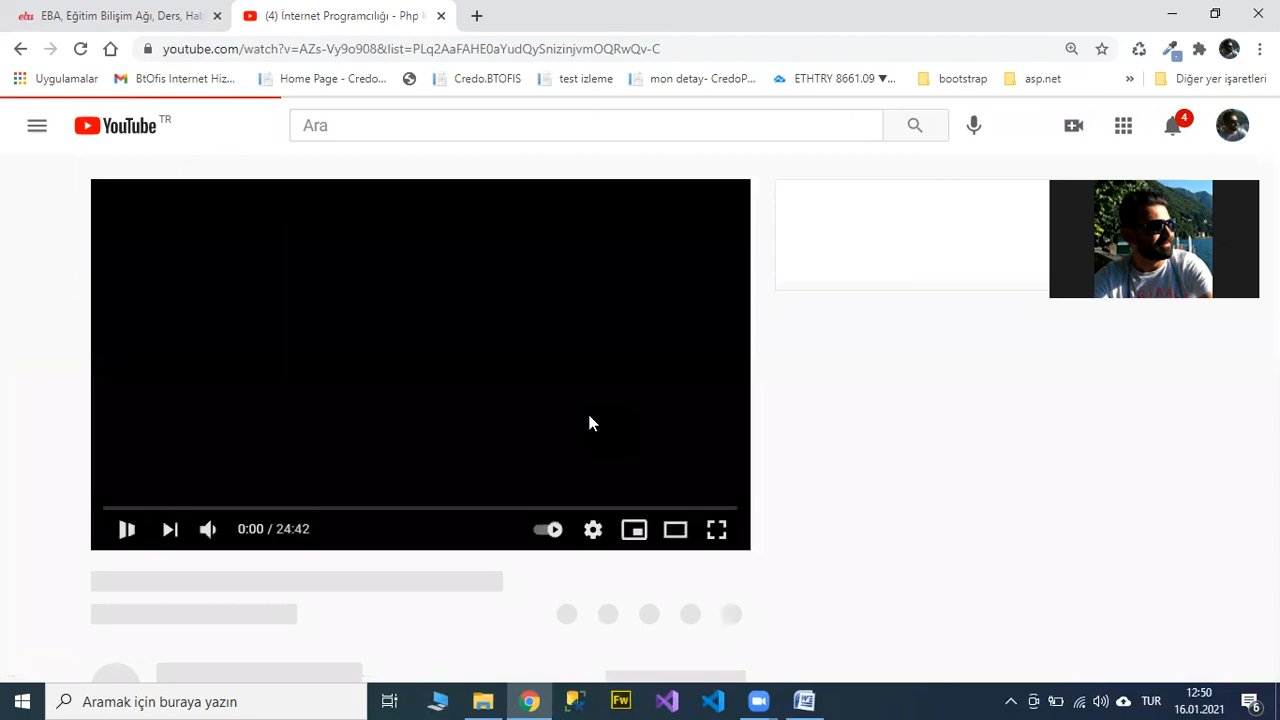 EBA, Eğitim Bilişim Ağı, Ders, Hal
(4) İnternet Programcılığı - Php K
youtube.com/watch?v=AZs-Vy9o908&list=PLq2AaFAHE0aYudQySnizinjvmOQRwQv-C
Uygulamalar
BtOfis Internet Hiz...
Home Page - Credo...
Credo.BTOFIS
test izleme
mon detay- CredoP...
ETHTRY 8661.09 ▼...
bootstrap
asp.net
»
Diğer yer işaretleri
YouTube TR
Ara
4
0:00 / 24:42
Aramak için buraya yazın
Fw
TUR
12:50
16.01.2021
6